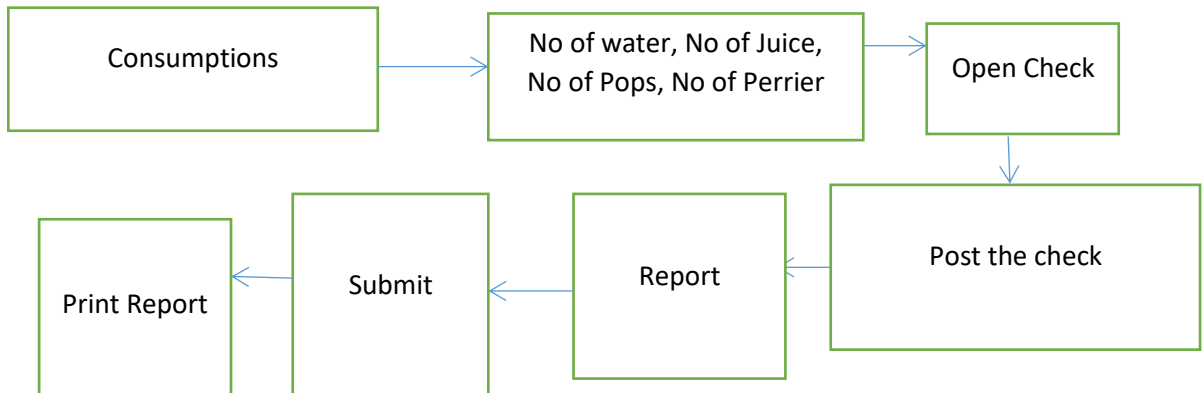 Consumptions
No of water, No of Juice,
No of Pops, No of Perrier
Open Check
Post the check
Report
Submit
Print Report